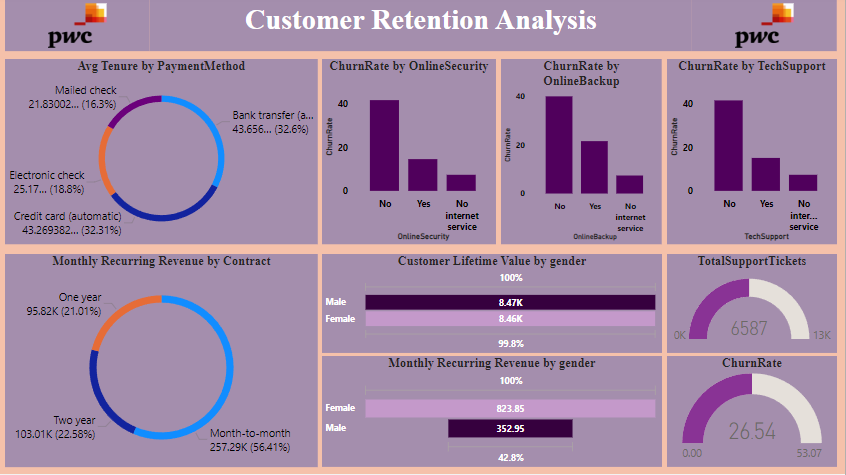 pwc
Customer Retention Analysis
pwc
Avg Tenure by PaymentMethod
Mailed check
21.83002... (16.3%)
Bank transfer (a...
43.656... (32.6%)
Electronic check
25.17... (18.8%)
Credit card (automatic)
43.269382... (32.31%)
ChurnRate by OnlineSecurity
ChurnRate
40
20
0
No
Yes
No
internet
service
OnlineSecurity
ChurnRate by
OnlineBackup
ChurnRate
40
20
0
No
Yes
No
internet
service
OnlineBackup
ChurnRate by TechSupport
ChurnRate
40
20
0
No
Yes
No
inter...
service
TechSupport
Monthly Recurring Revenue by Contract
One year
95.82K (21.01%)
Two year
103.01K (22.58%)
Month-to-month
257.29K (56.41%)
Customer Lifetime Value by gender
100%
Male
8.47K
Female
8.46K
99.8%
Monthly Recurring Revenue by gender
100%
Female
823.85
Male
352.95
42.8%
TotalSupportTickets
6587
0K
13K
ChurnRate
26.54
0.00
53.07